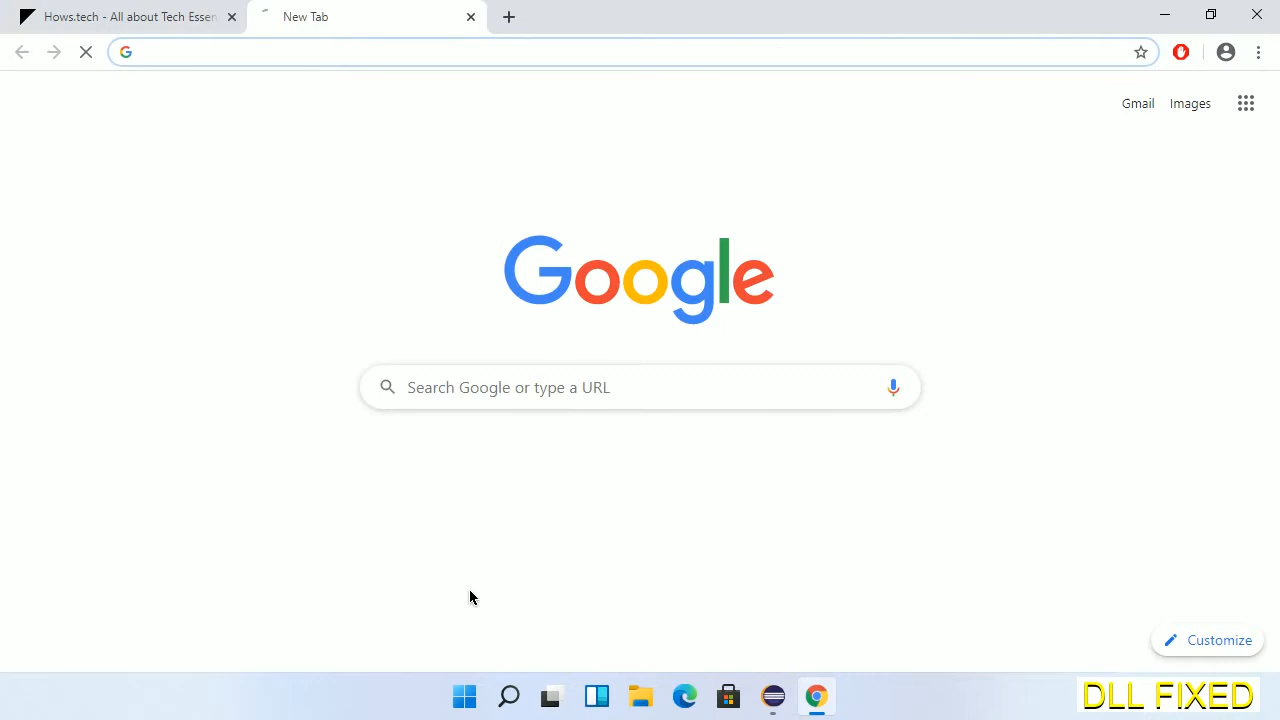 Hows.tech - All about Tech Essen
New Tab
Gmail
Images
Google
Search Google or type a URL
Customize
DLL FIXED